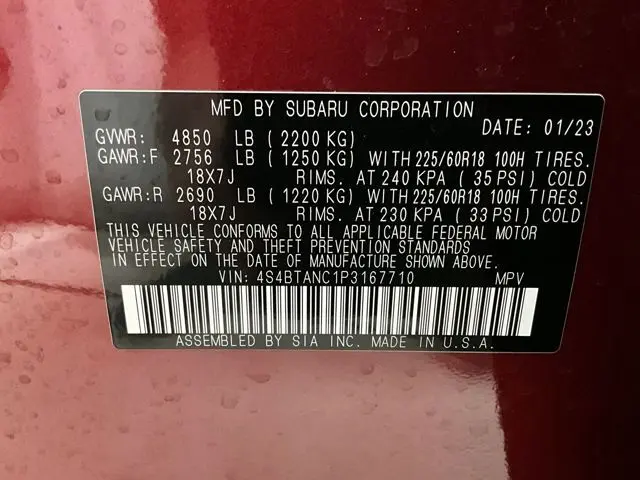 MFD BY SUBARU CORPORATION
DATE: 01/23
GVWR: 4850 LB (2200 KG)
GAWR:F 2756 LB (1250 KG) WITH 225/60R18 100H TIRES.
18X7J RIMS. AT 240 KPA (35 PSI) COLD
GAWR:R 2690 LB (1220 KG) WITH 225/60R18 100H TIRES.
18X7J RIMS. AT 230 KPA (33 PSI) COLD
THIS VEHICLE CONFORMS TO ALL APPLICABLE FEDERAL MOTOR
VEHICLE SAFETY AND THEFT PREVENTION STANDARDS
IN EFFECT ON THE DATE OF MANUFACTURE SHOWN ABOVE.
VIN: 4S4BTANC1P3167710 MPV
ASSEMBLED BY SIA INC. MADE IN U.S.A.